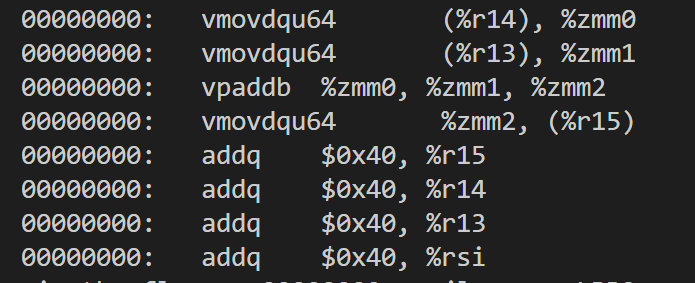 00000000: vmovdqu64 (%r14), %zmm0
00000000: vmovdqu64 (%r13), %zmm1
00000000: vpaddb %zmm0, %zmm1, %zmm2
00000000: vmovdqu64 %zmm2, (%r15)
00000000: addq $0x40, %r15
00000000: addq $0x40, %r14
00000000: addq $0x40, %r13
00000000: addq $0x40, %rsi